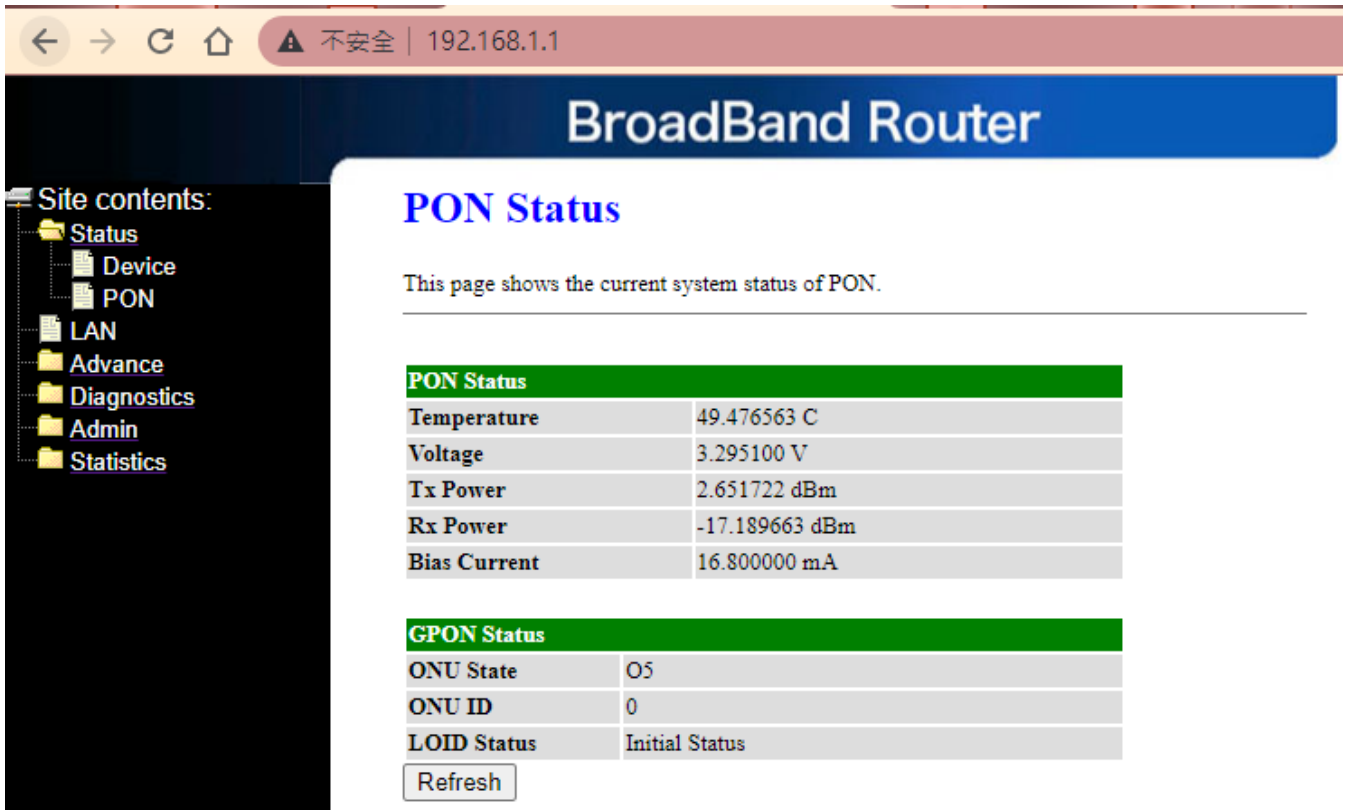 不安全 | 192.168.1.1
BroadBand Router
Site contents:
Status
Device
PON
LAN
Advance
Diagnostics
Admin
Statistics
PON Status
This page shows the current system status of PON.
PON Status
Temperature 49.476563 C
Voltage 3.295100 V
Tx Power 2.651722 dBm
Rx Power -17.189663 dBm
Bias Current 16.800000 mA
GPON Status
ONU State O5
ONU ID 0
LOID Status Initial Status
Refresh